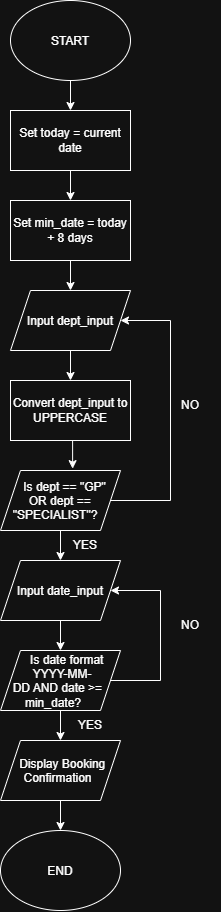 START
Set today = current
date
Set min_date = today
+ 8 days
Input dept_input
NO
Convert dept_input to
UPPERCASE
Is dept == "GP"
OR dept ==
"SPECIALIST"?
YES
Input date_input
NO
Is date format
YYYY-MM-
DD AND date >=
min_date?
YES
Display Booking
Confirmation
END